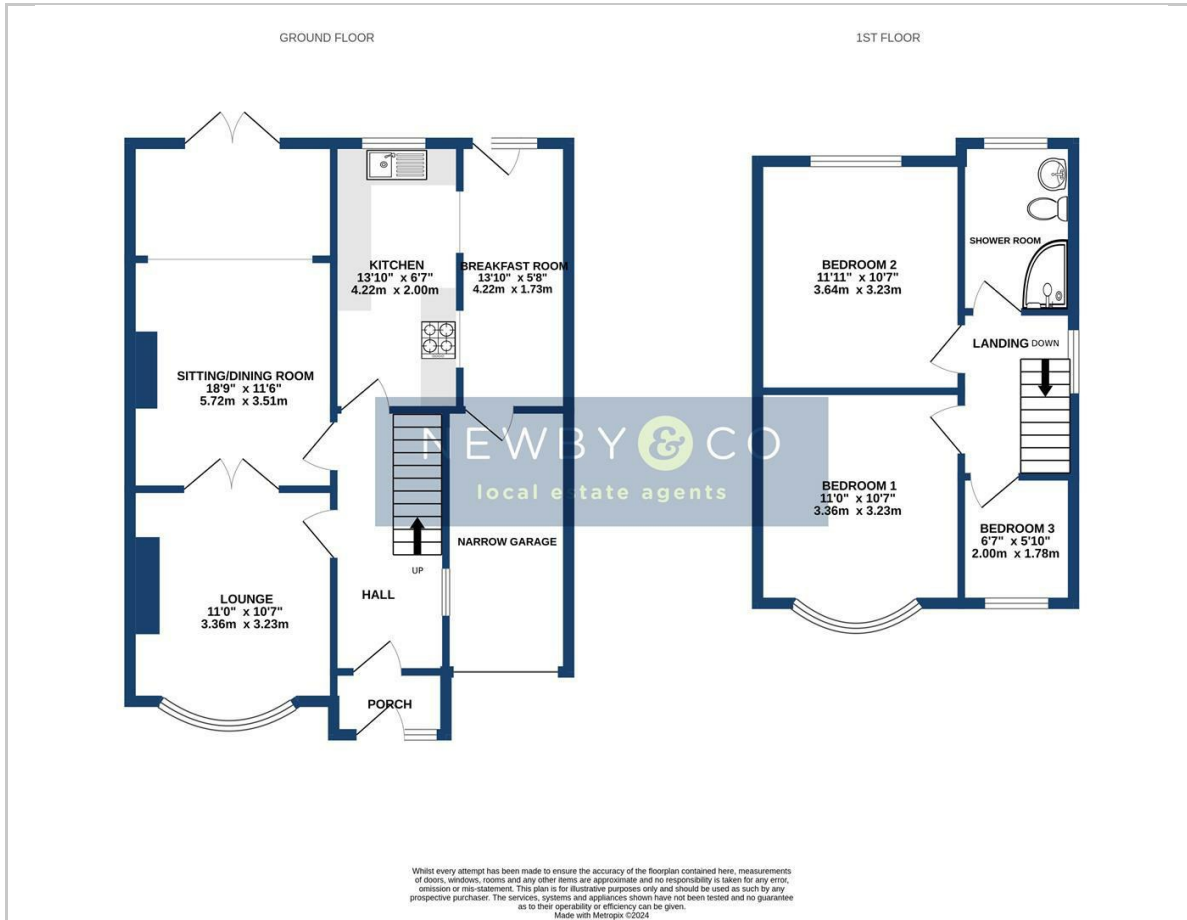 GROUND FLOOR
1ST FLOOR
KITCHEN
13'10" x 6'7"
4.22m x 2.00m
BREAKFAST ROOM
13'10" x 5'8"
4.22m x 1.73m
SITTING/DINING ROOM
18'9" x 11'6"
5.72m x 3.51m
LOUNGE
11'0" x 10'7"
3.36m x 3.23m
HALL
UP
NARROW GARAGE
PORCH
BEDROOM 2
11'11" x 10'7"
3.64m x 3.23m
SHOWER ROOM
LANDING
DOWN
BEDROOM 1
11'0" x 10'7"
3.36m x 3.23m
BEDROOM 3
6'7" x 5'10"
2.00m x 1.78m
NEWBY & CO
local estate agents
Whilst every attempt has been made to ensure the accuracy of the floorplan contained here, measurements
of doors, windows, rooms and any other items are approximate and no responsibility is taken for any error,
omission or mis-statement. This plan is for illustrative purposes only and should be used as such by any
prospective purchaser. The services, systems and appliances shown have not been tested and no guarantee
as to their operability or efficiency can be given.
Made with Metropix ©2024